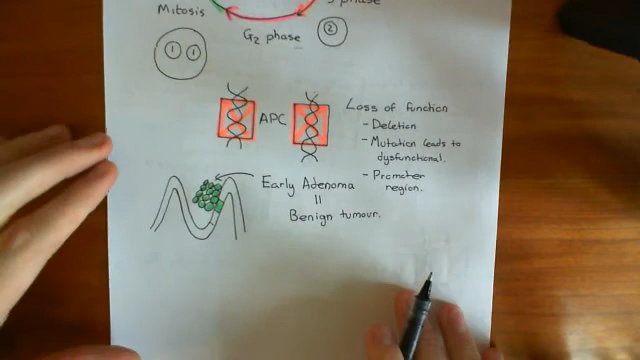 Mitosis
S phase
G₂ phase
2
1 1
APC
Loss of function
- Deletion
- Mutation leads to
dysfunctional.
- Promoter
region.
Early Adenoma
=
Benign tumour.